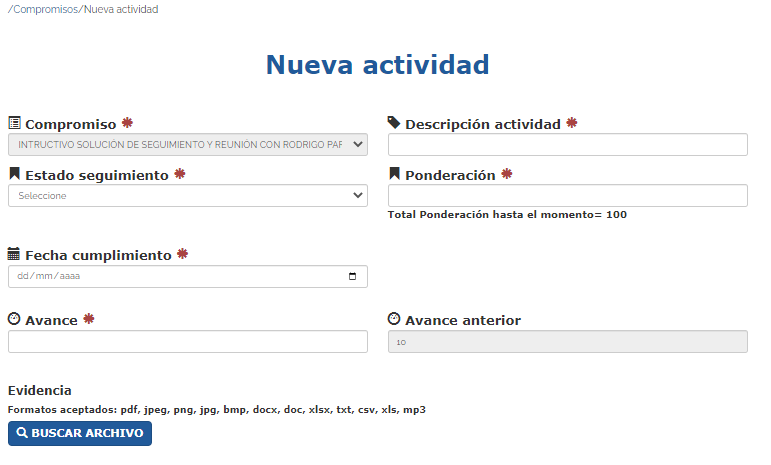 /Compromisos/Nueva actividad
Nueva actividad
Compromiso
Descripción actividad
INTRUCTIVO SOLUCIÓN DE SEGUIMIENTO Y REUNIÓN CON RODRIGO PAR
Estado seguimiento
Ponderación
Seleccione
Total Ponderación hasta el momento= 100
Fecha cumplimiento
dd/mm/aaaa
Avance
Avance anterior
10
Evidencia
Formatos aceptados: pdf, jpeg, png, jpg, bmp, docx, doc, xlsx, txt, csv, xls, mp3
BUSCAR ARCHIVO